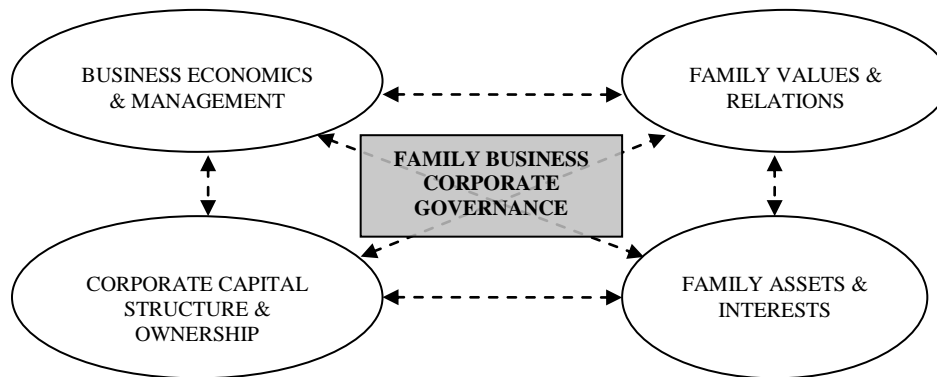 BUSINESS ECONOMICS
& MANAGEMENT
FAMILY VALUES &
RELATIONS
FAMILY BUSINESS
CORPORATE
GOVERNANCE
CORPORATE CAPITAL
STRUCTURE &
OWNERSHIP
FAMILY ASSETS &
INTERESTS